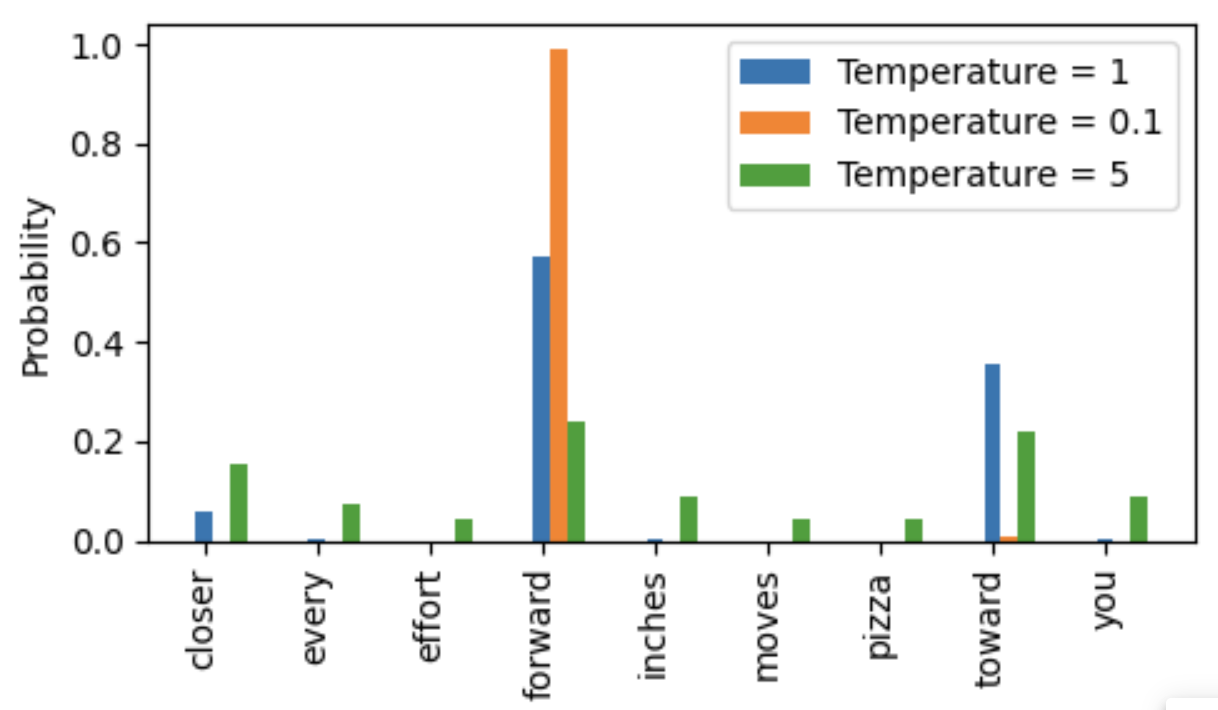 Probability
1.0
0.8
0.6
0.4
0.2
0.0
Temperature = 1
Temperature = 0.1
Temperature = 5
closer
every
effort
forward
inches
moves
pizza
toward
you